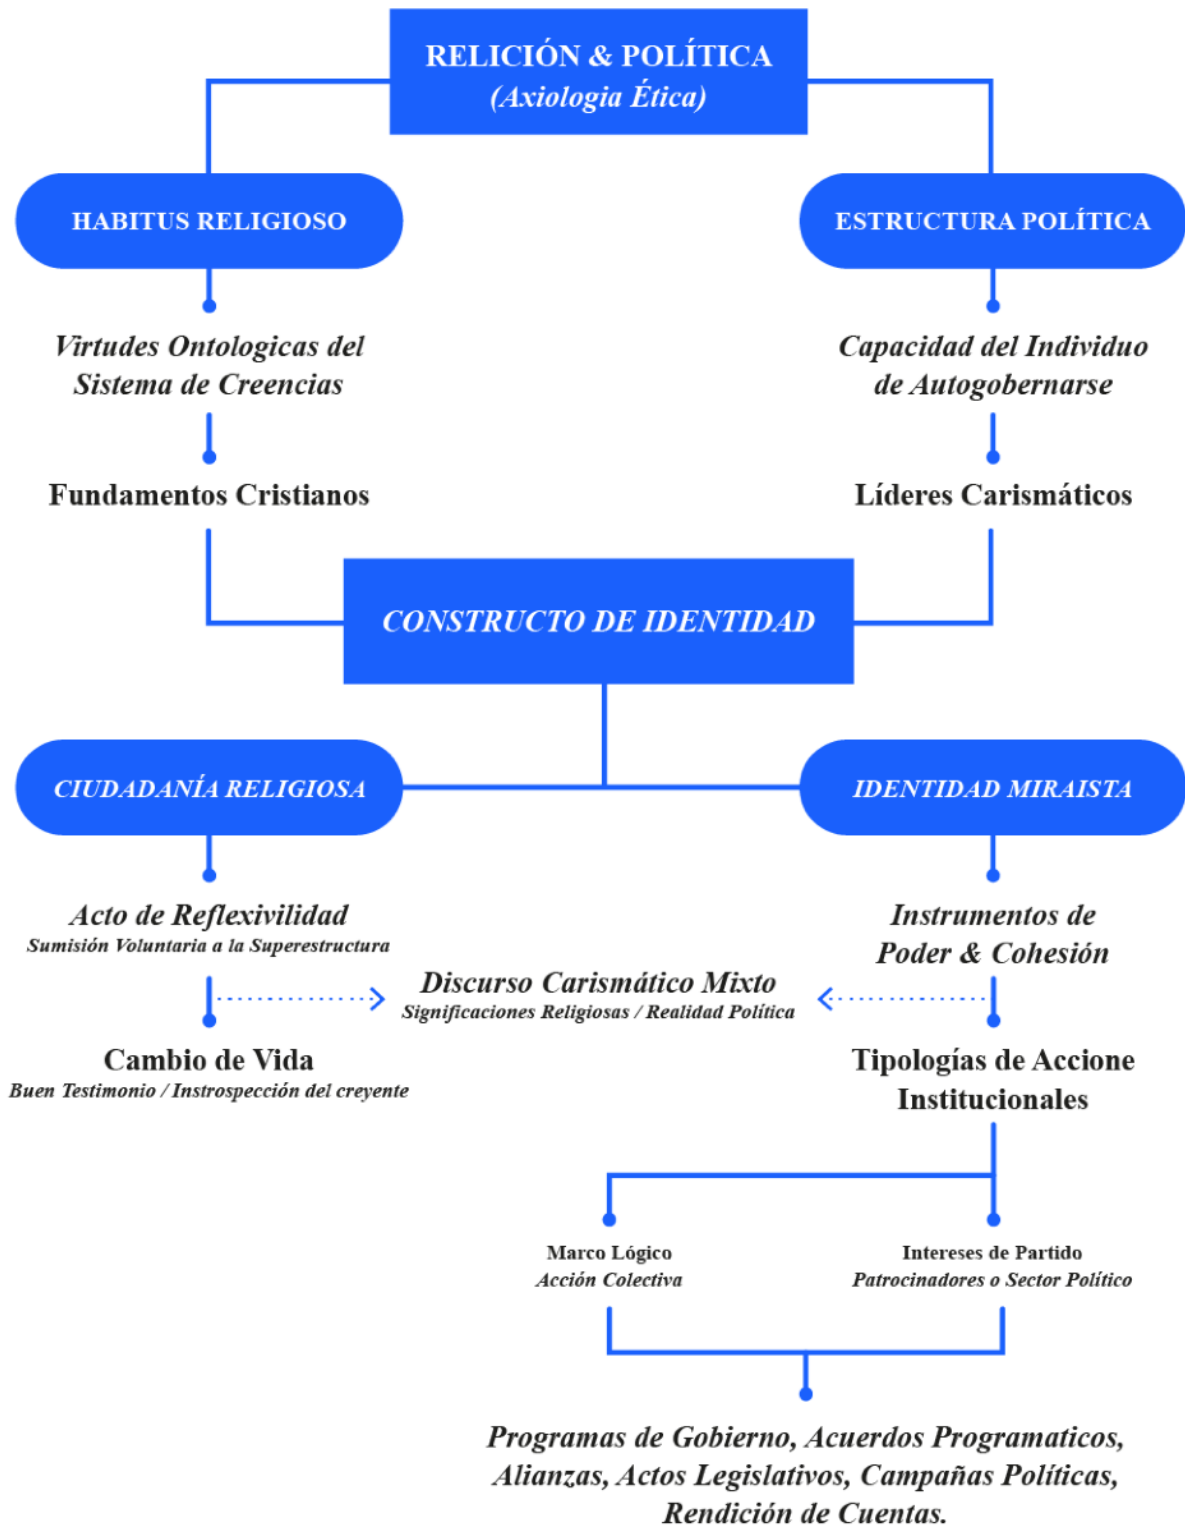 RELICIÓN & POLÍTICA
(Axiologia Ética)
HABITUS RELIGIOSO
ESTRUCTURA POLÍTICA
Virtudes Ontologicas del
Sistema de Creencias
Capacidad del Individuo
de Autogobernarse
Fundamentos Cristianos
Líderes Carismáticos
CONSTRUCTO DE IDENTIDAD
CIUDADANÍA RELIGIOSA
IDENTIDAD MIRAISTA
Acto de Reflexivilidad
Sumisión Voluntaria a la Superestructura
Instrumentos de
Poder & Cohesión
Discurso Carismático Mixto
Significaciones Religiosas / Realidad Política
Cambio de Vida
Buen Testimonio / Instrospección del creyente
Tipologías de Accione
Institucionales
Marco Lógico
Acción Colectiva
Intereses de Partido
Patrocinadores o Sector Político
Programas de Gobierno, Acuerdos Programaticos,
Alianzas, Actos Legislativos, Campañas Políticas,
Rendición de Cuentas.